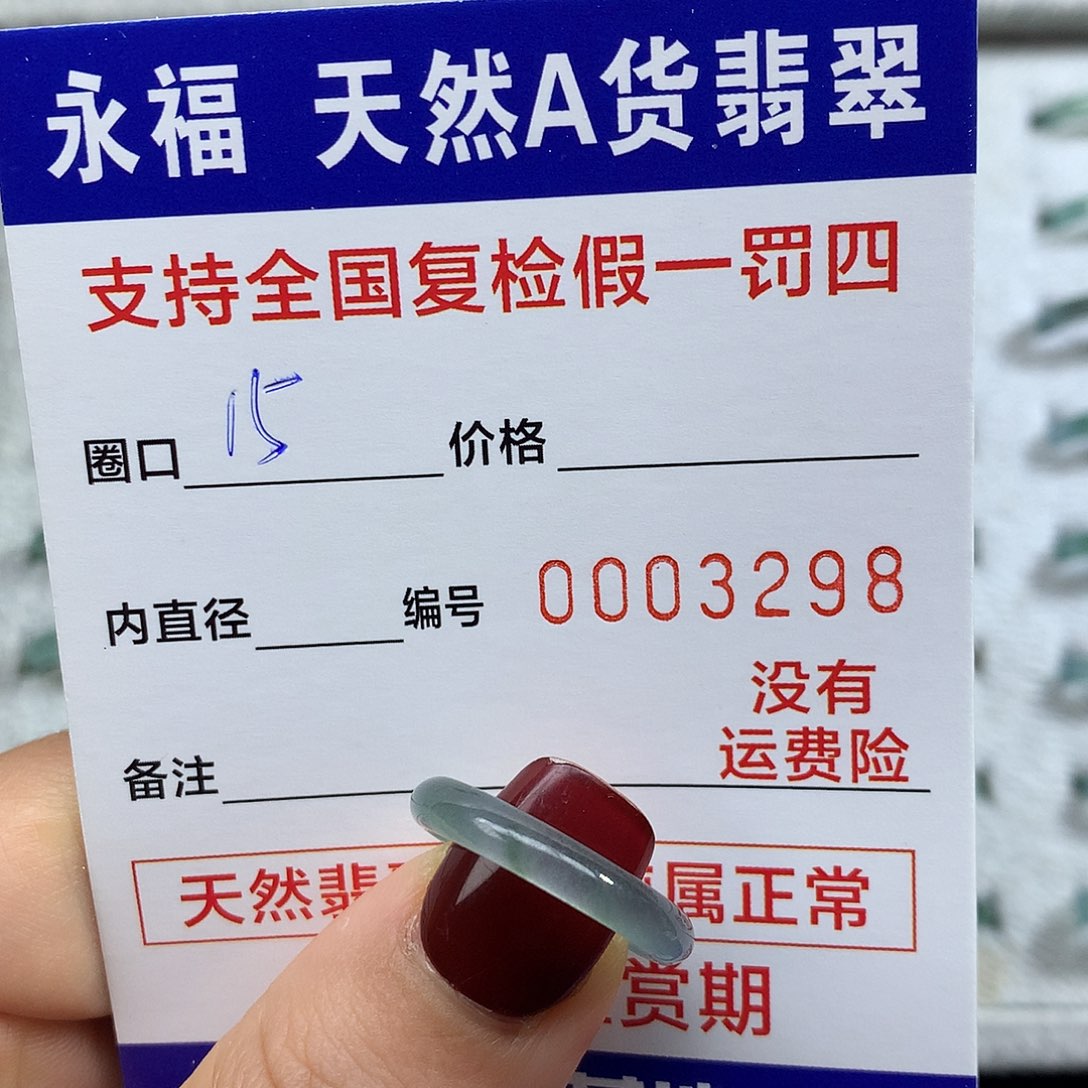 永福 天然A货翡翠
支持全国复检假一罚四
圈口 15 价格
内直径 编号 0003298
没有
运费险
备注
天然翡 属正常
赏期